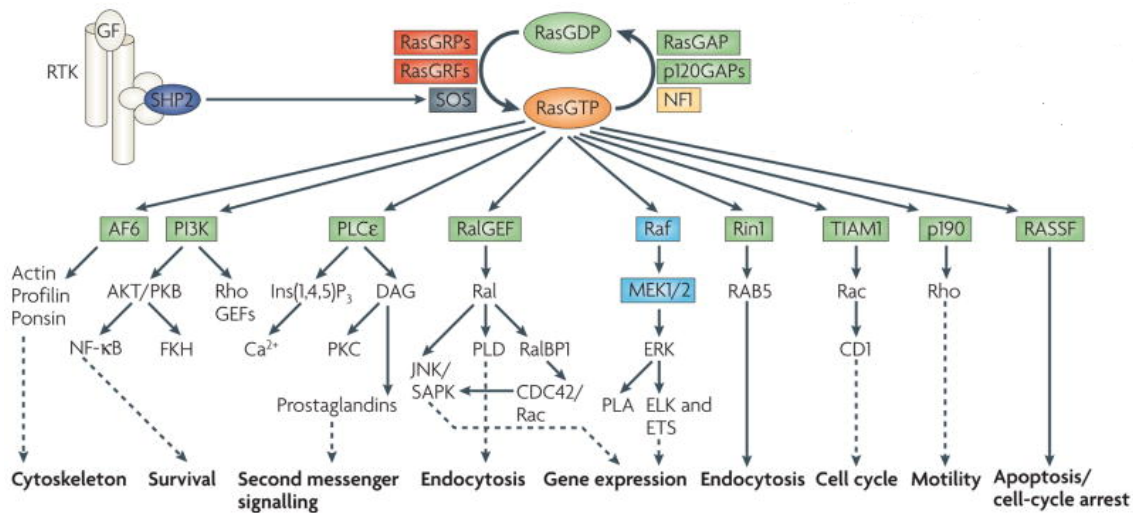 GF
RTK
SHP2
RasGRPs
RasGRFs
SOS
RasGDP
RasGTP
RasGAP
p120GAPs
NF1
AF6
PI3K
PLCε
RalGEF
Raf
Rin1
TIAM1
p190
RASSF
Actin
Profilin
Ponsin
AKT/PKB
Rho
GEFs
Ins(1,4,5)P₃
DAG
Ral
MEK1/2
RAB5
Rac
Rho
NF-κB
FKH
Ca²⁺
PKC
JNK/
SAPK
PLD
RalBP1
ERK
CD1
Prostaglandins
CDC42/
Rac
PLA
ELK and
ETS
Cytoskeleton
Survival
Second messenger
signalling
Endocytosis
Gene expression
Endocytosis
Cell cycle
Motility
Apoptosis/
cell-cycle arrest